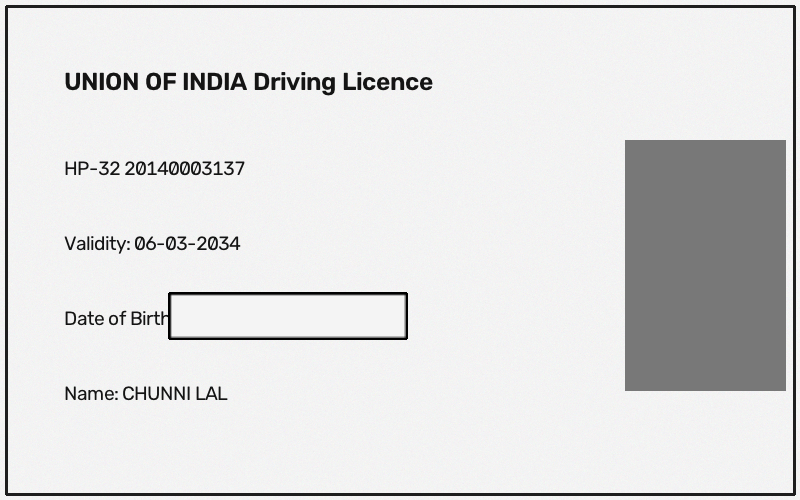 UNION OF INDIA Driving Licence
HP-32 20140003137
Validity: 06-03-2034
Date of Birth
Name: CHUNNI LAL